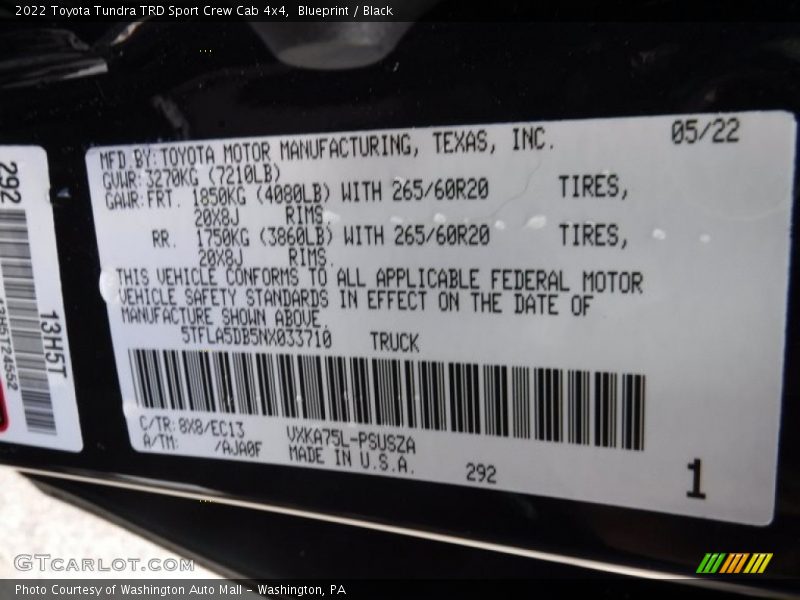 2022 Toyota Tundra TRD Sport Crew Cab 4x4, Blueprint / Black
MFD.BY:TOYOTA MOTOR MANUFACTURING, TEXAS, INC. 05/22
GVWR:3270KG (7210LB)
GAWR:FRT. 1850KG (4080LB) WITH 265/60R20 TIRES,
20X8J RIMS.
RR. 1750KG (3860LB) WITH 265/60R20 TIRES,
20X8J RIMS.
THIS VEHICLE CONFORMS TO ALL APPLICABLE FEDERAL MOTOR
VEHICLE SAFETY STANDARDS IN EFFECT ON THE DATE OF
MANUFACTURE SHOWN ABOVE.
5TFLA5DB5NX033710 TRUCK
C/TR:8X8/EC13 VXKA75L-PSUSZA
A/TM: /AJA0F MADE IN U.S.A. 292 1
292
13H5T
13H5T24552
GTCARLOT.COM
Photo Courtesy of Washington Auto Mall - Washington, PA